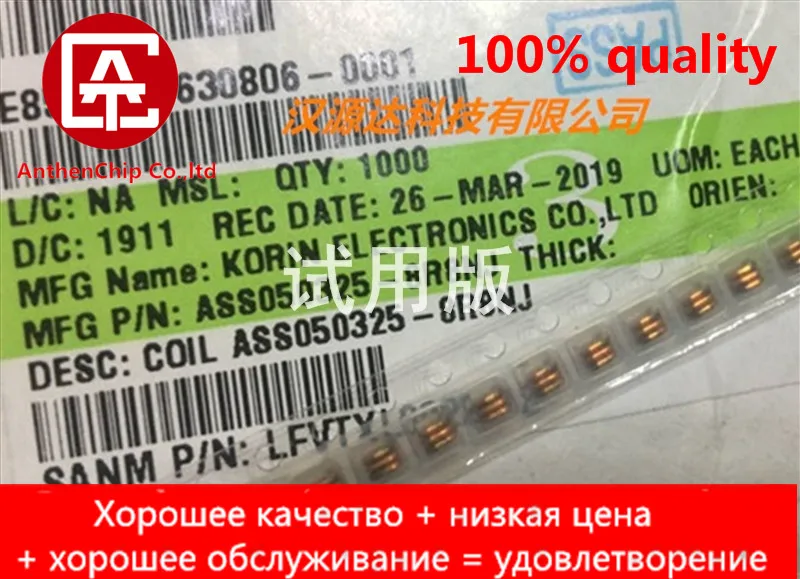 PASS
100% quality
630806-0001
汉源达科技有限公司
AnthenChip Co.,ltd
L/C: NA MSL: QTY: 1000 UOM: EACH
D/C: 1911 REC DATE: 26-MAR-2019 ORIEN:
MFG Name: KORIN ELECTRONICS CO.,LTD
MFG P/N: THICK:
试用版
DESC: COIL ASS050325-
SANM P/N:
Хорошее качество + низкая цена
+ хорошее обслуживание = удовлетворение